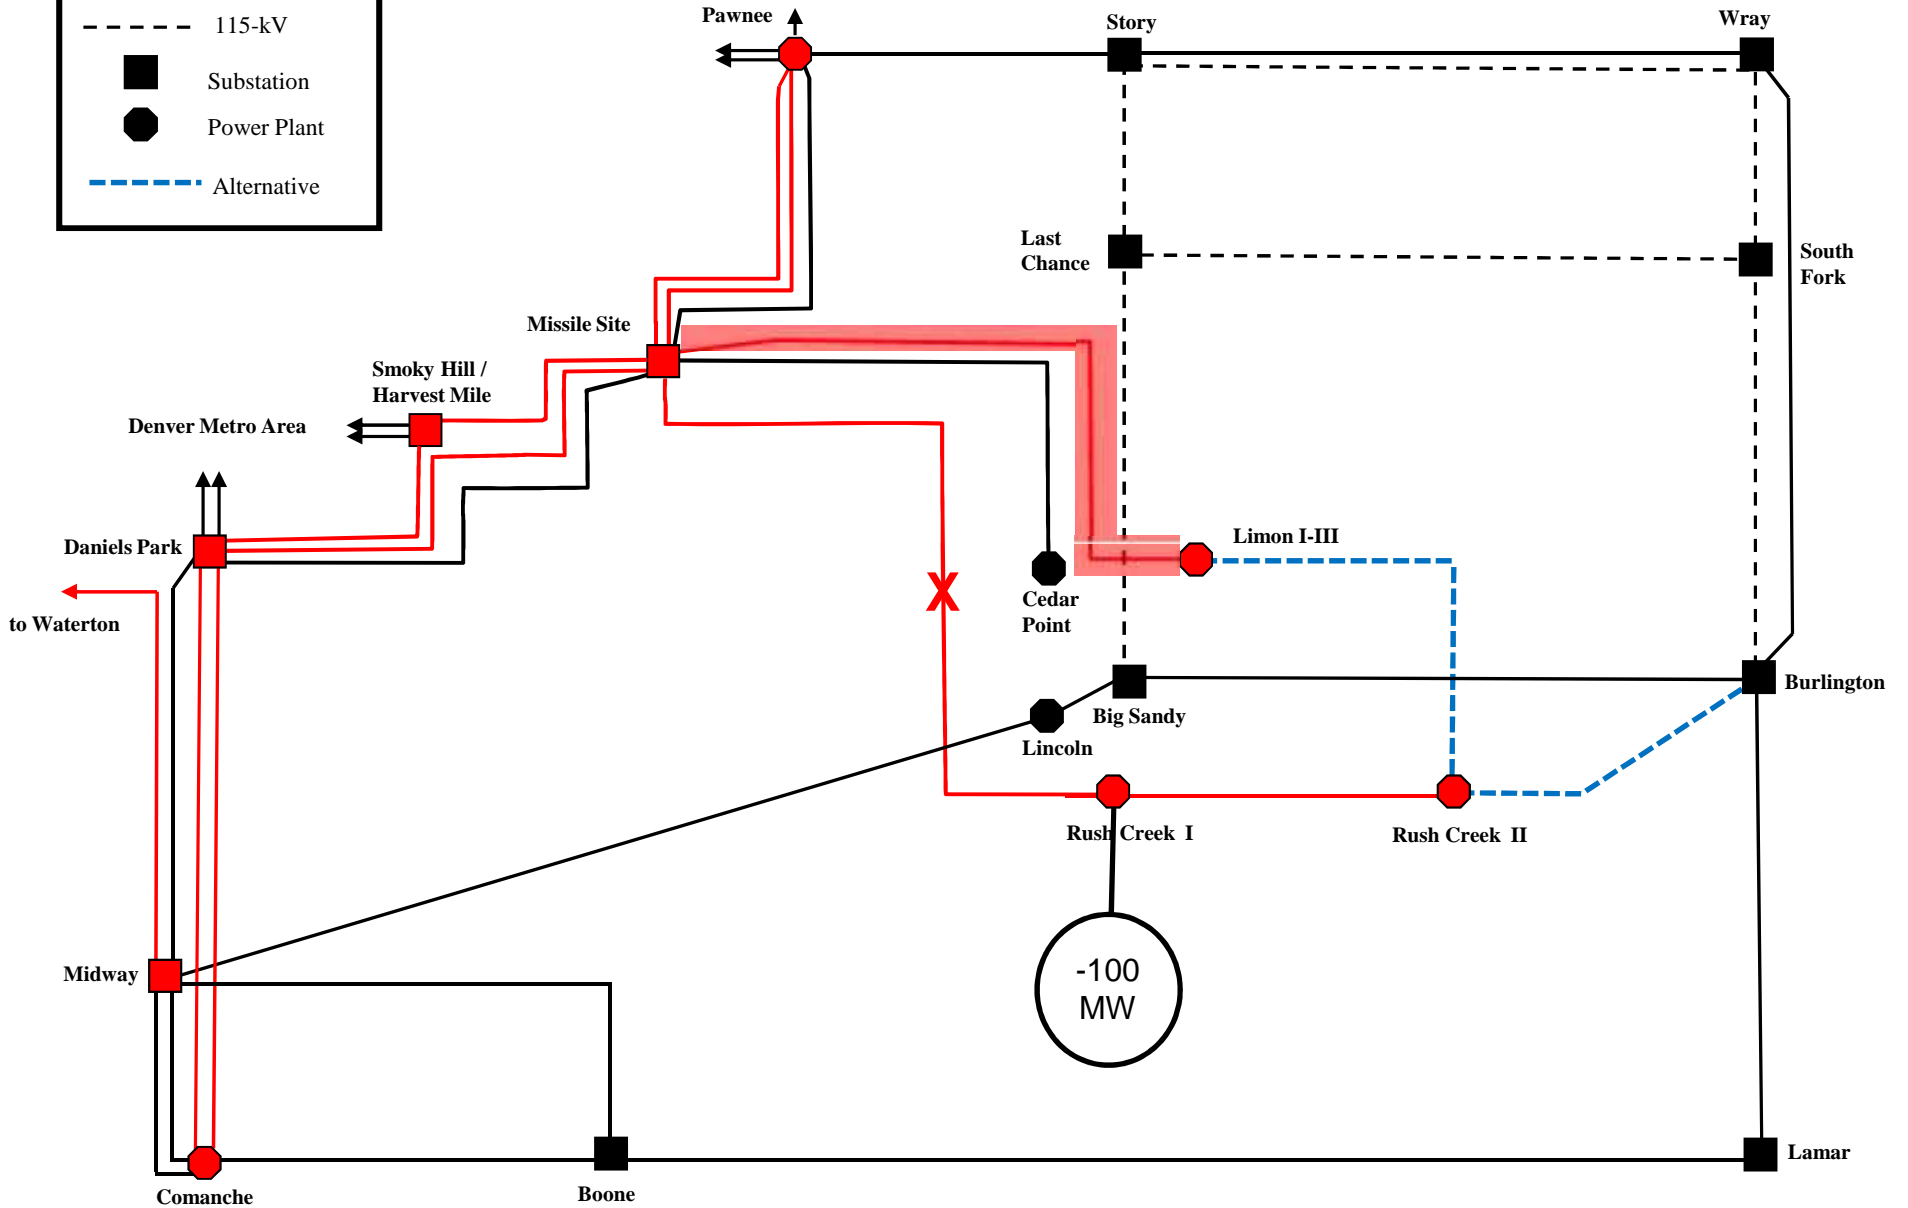 115-kV
Substation
Power Plant
Alternative
Pawnee
Story
Wray
Last
Chance
South
Fork
Missile Site
Smoky Hill /
Harvest Mile
Denver Metro Area
Daniels Park
to Waterton
X
Limon I-III
Cedar
Point
Big Sandy
Burlington
Lincoln
Rush Creek I
Rush Creek II
-100
MW
Midway
Comanche
Boone
Lamar